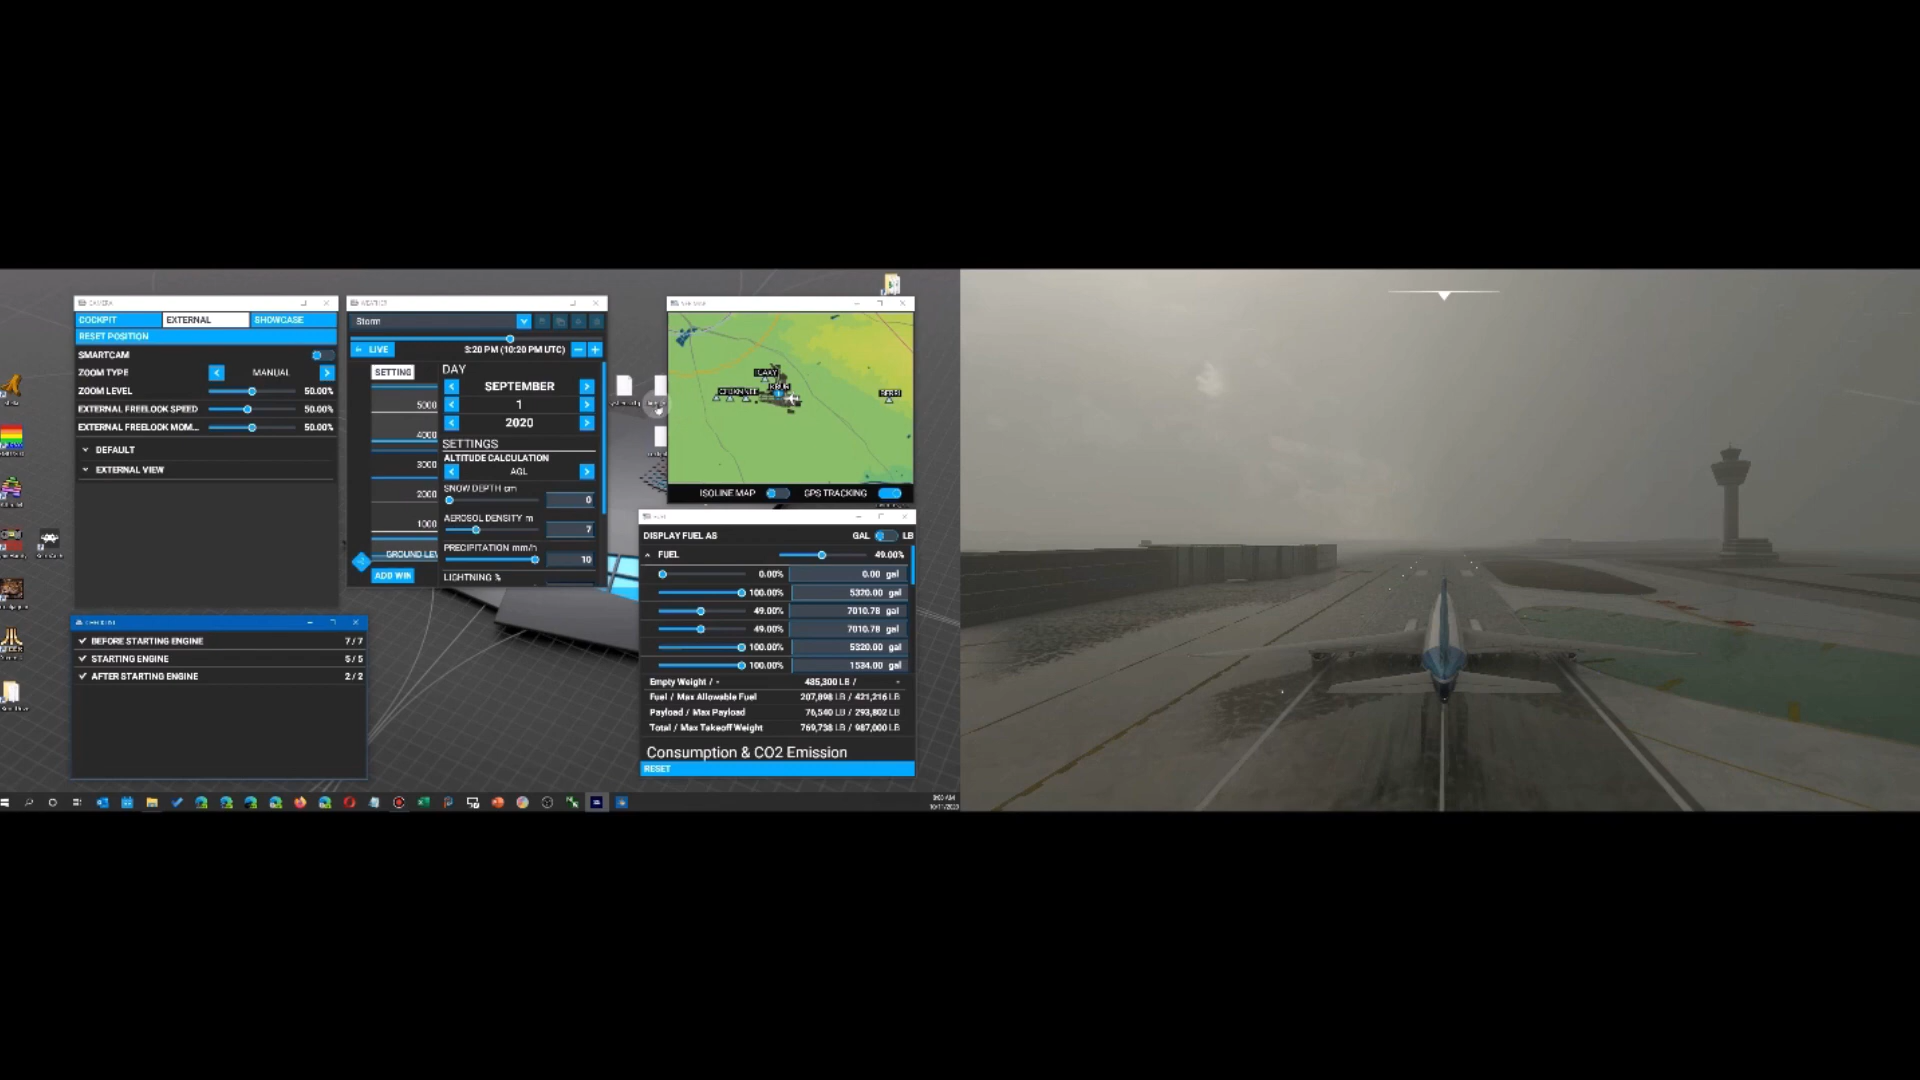 CAMERA
COCKPIT EXTERNAL SHOWCASE
RESET POSITION
SMARTCAM
ZOOM TYPE MANUAL
ZOOM LEVEL 50.00%
EXTERNAL FREELOOK SPEED 50.00%
EXTERNAL FREELOOK MOM... 50.00%
DEFAULT
EXTERNAL VIEW
WEATHER
Storm
LIVE 3:20 PM (10:20 PM UTC)
SETTING
5000
4000
3000
2000
1000
GROUND LEV
ADD WIN
DAY
SEPTEMBER
1
2020
SETTINGS
ALTITUDE CALCULATION
AGL
SNOW DEPTH cm 0
AEROSOL DENSITY m 7
PRECIPITATION mm/h 10
LIGHTNING %
ISOLINE MAP GPS TRACKING
DISPLAY FUEL AS GAL LB
FUEL 49.00%
0.00% 0.00 gal
100.00% 5320.00 gal
49.00% 7010.78 gal
49.00% 7010.78 gal
100.00% 5320.00 gal
100.00% 1534.00 gal
Empty Weight / - 485,300 LB / -
Fuel / Max Allowable Fuel 207,898 LB / 421,216 LB
Payload / Max Payload 76,540 LB / 293,802 LB
Total / Max Takeoff Weight 769,738 LB / 987,000 LB
Consumption & CO2 Emission
RESET
BEFORE STARTING ENGINE 7/7
STARTING ENGINE 5/5
AFTER STARTING ENGINE 2/2